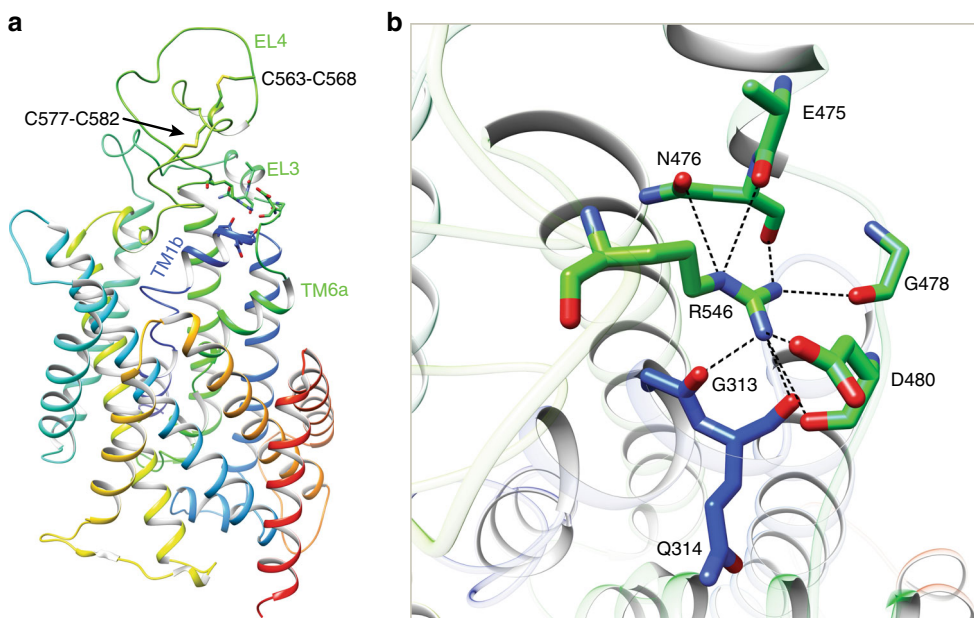 a
EL4
C563-C568
C577-C582
EL3
TM1b
TM6a
b
E475
N476
G478
R546
G313
D480
Q314